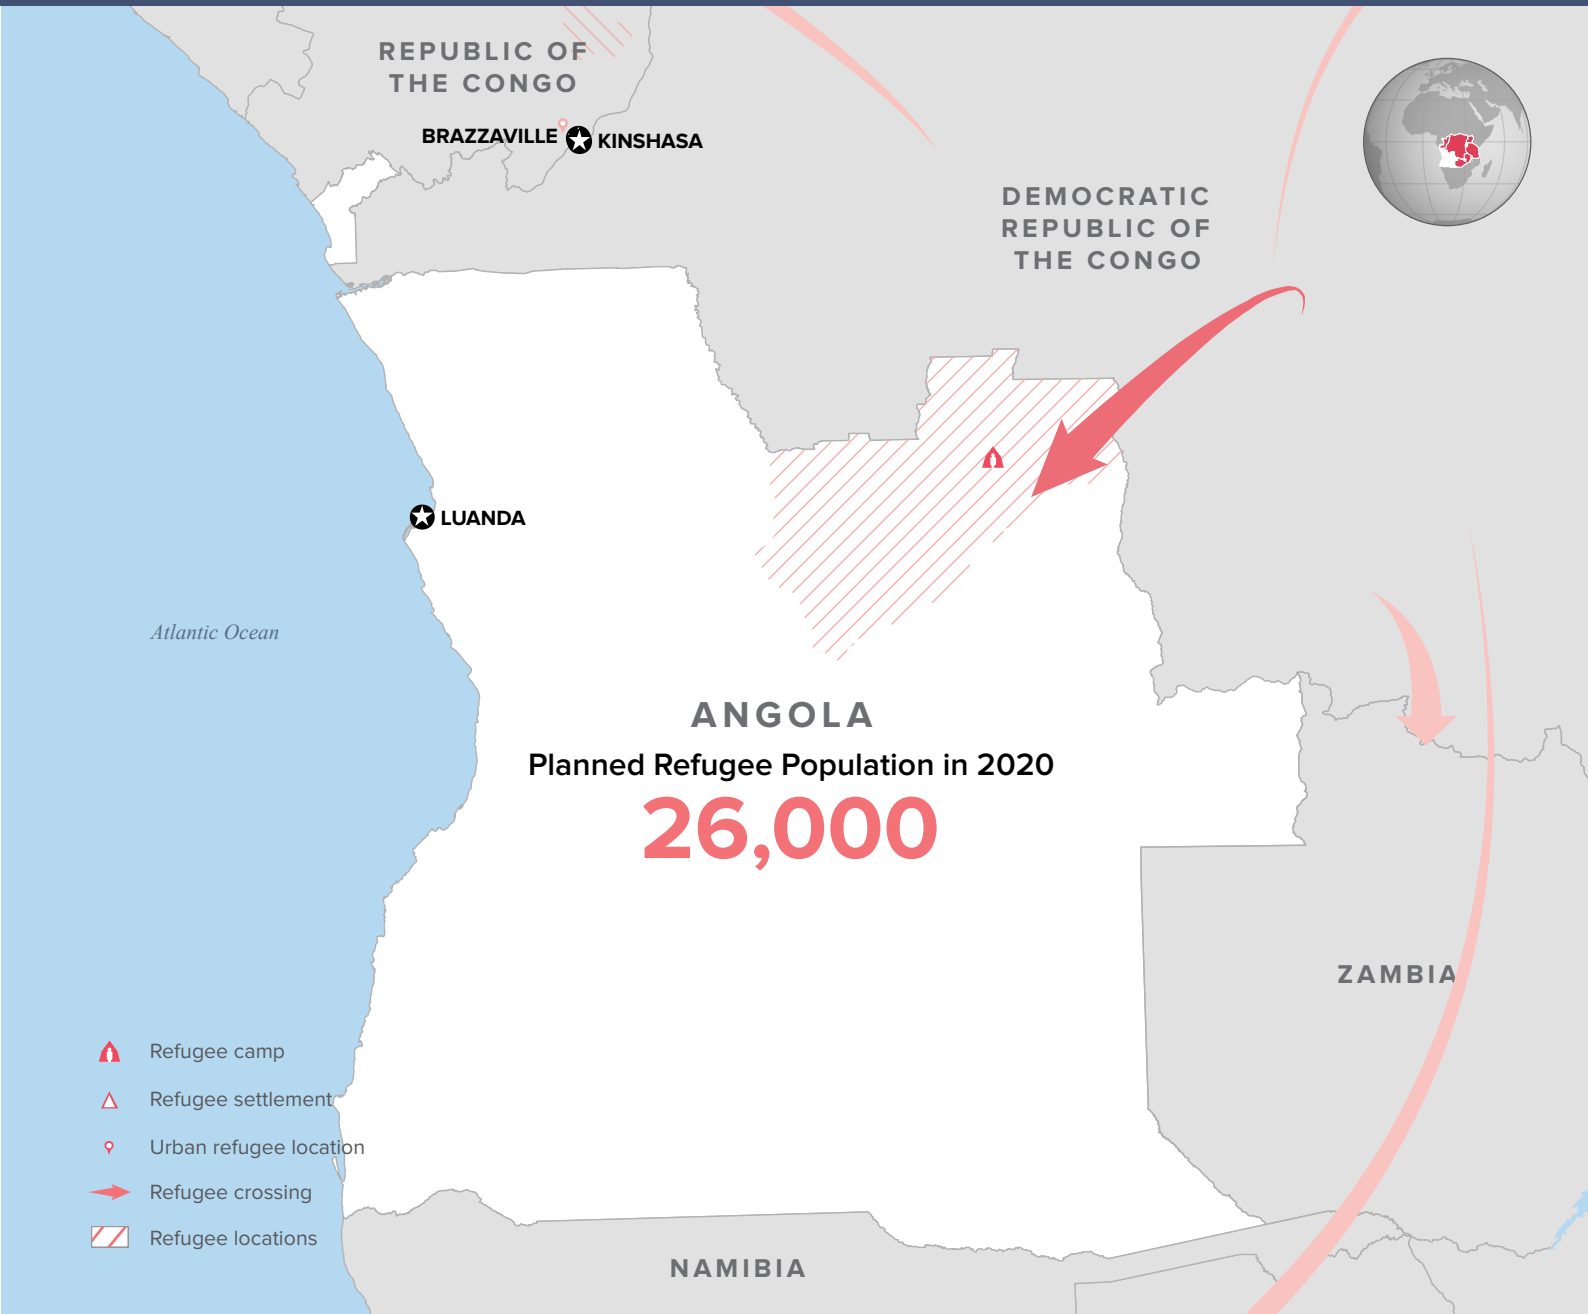 REPUBLIC OF
THE CONGO
BRAZZAVILLE
KINSHASA
DEMOCRATIC
REPUBLIC OF
THE CONGO
LUANDA
Atlantic Ocean
ANGOLA
Planned Refugee Population in 2020
26,000
ZAMBIA
Refugee camp
Refugee settlement
Urban refugee location
Refugee crossing
Refugee locations
NAMIBIA